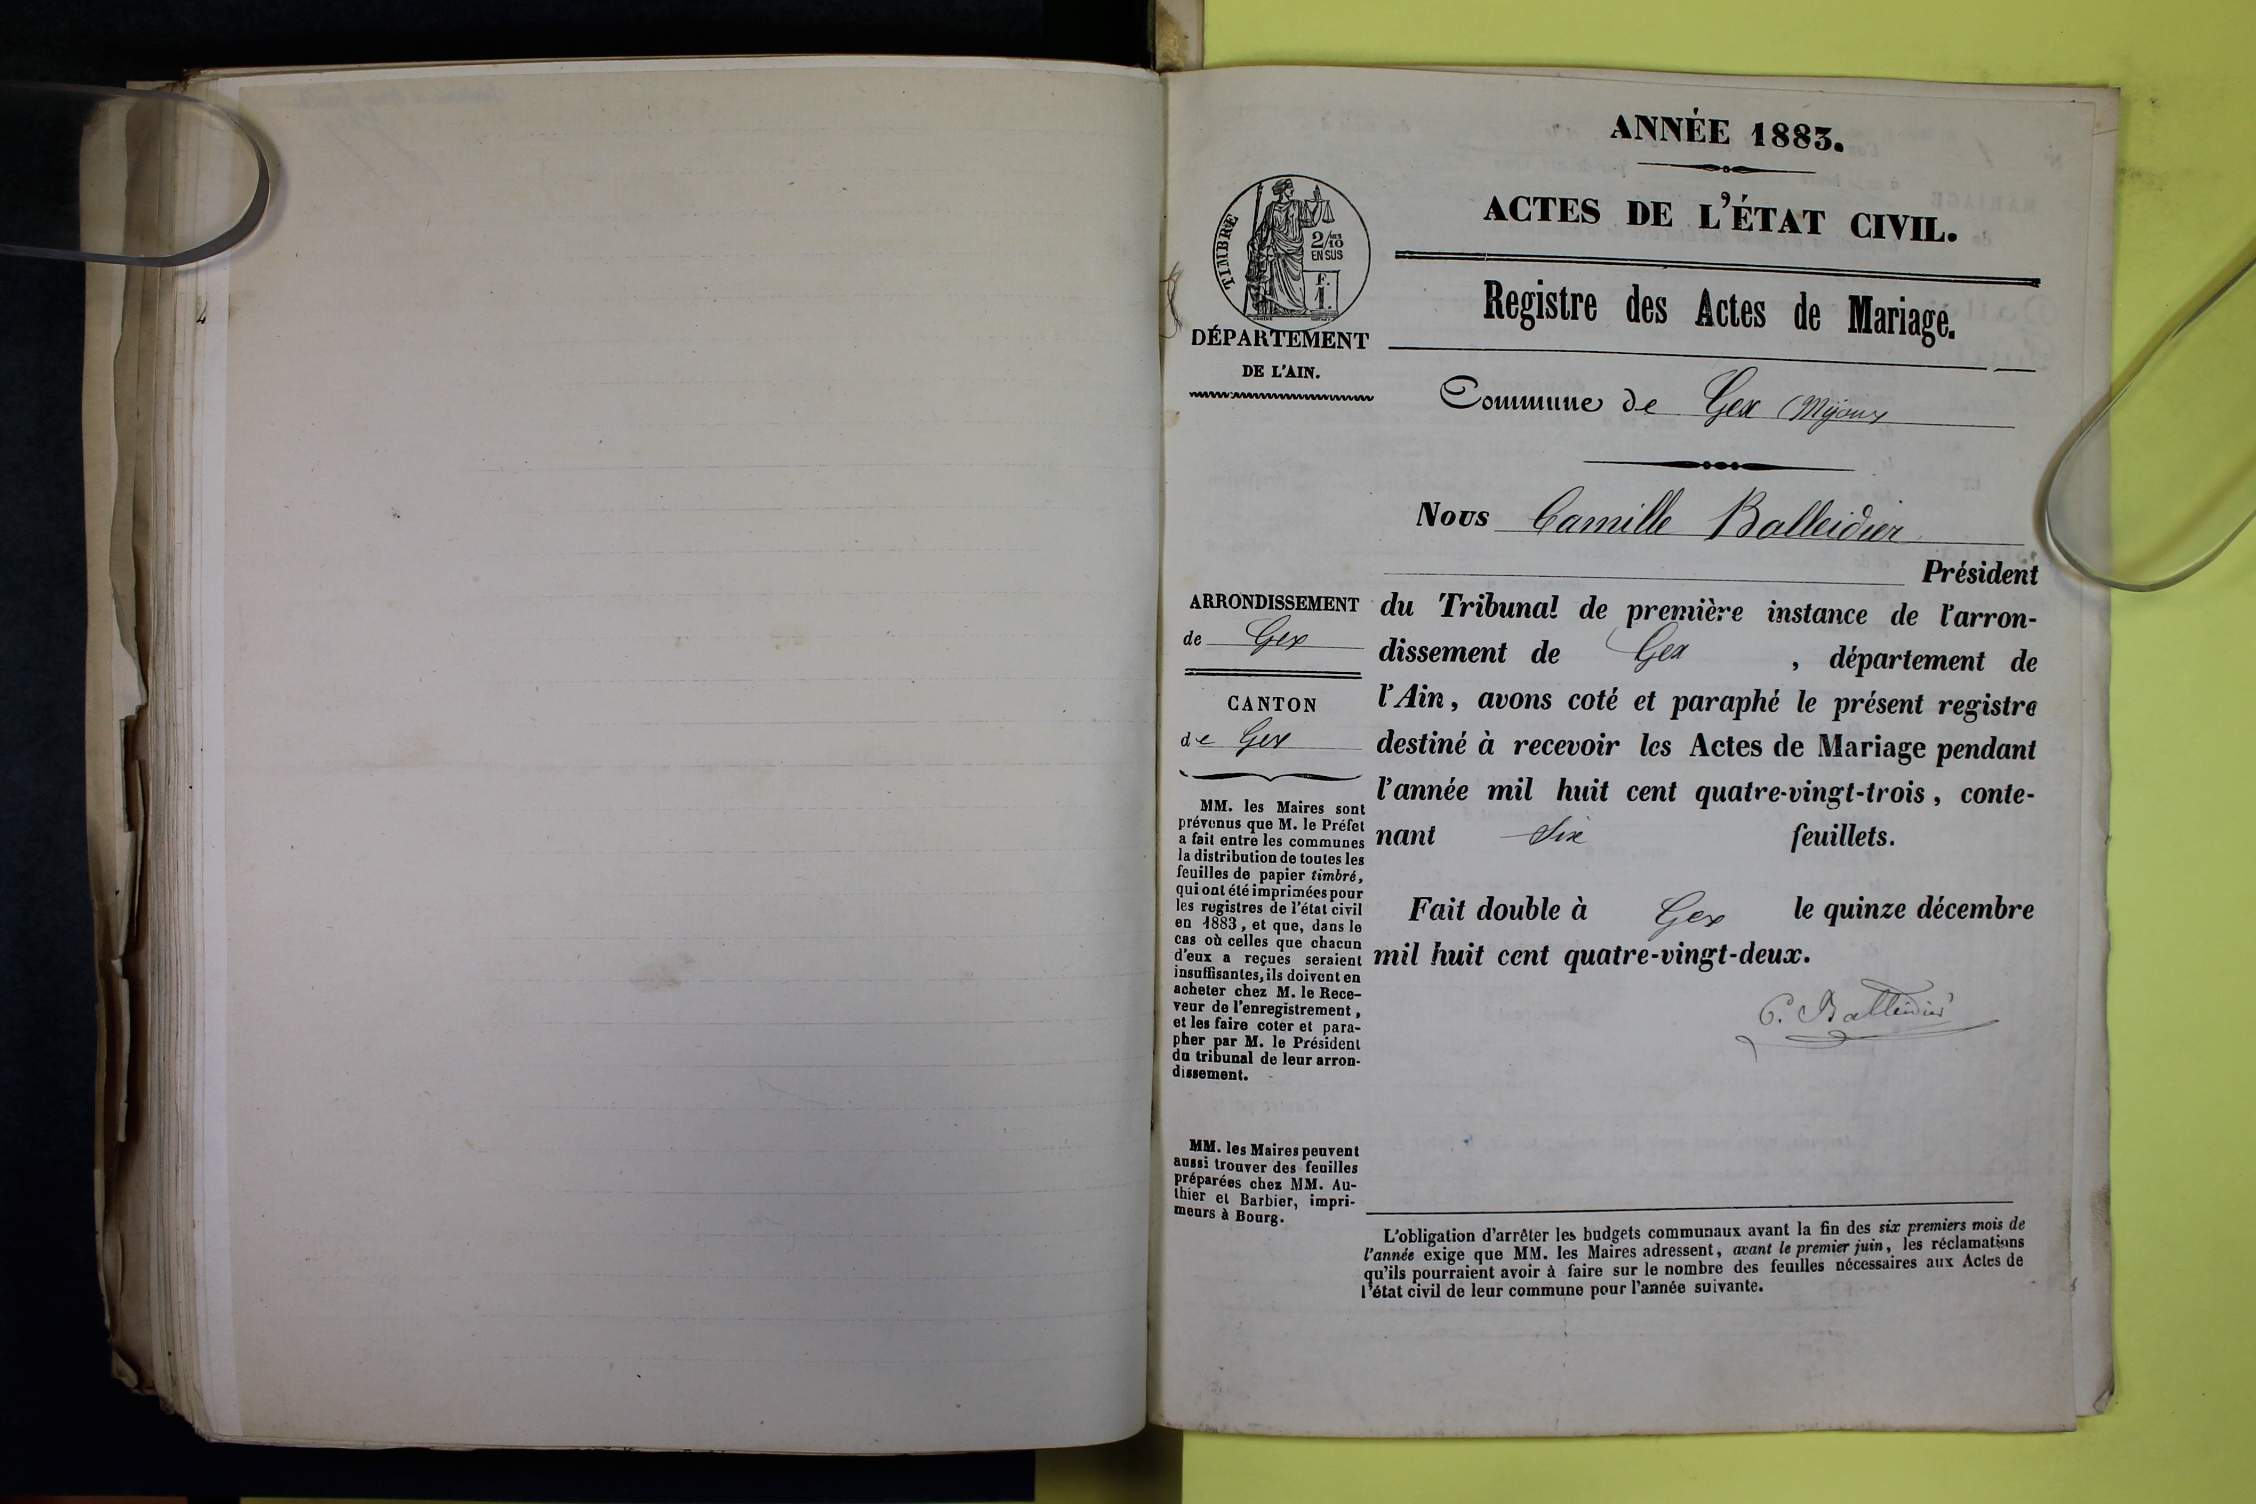 4
ANNÉE 1883.
ACTES DE L'ÉTAT CIVIL.
Registre des Actes de Mariage.
TIMBRE
2/10
EN SUS
F.
1.
DÉPARTEMENT
DE L'AIN.
Commune de Gex (Mijoux
Nous Camille Balleidier
Président
du Tribunal de première instance de l'arron-
dissement de Gex , département de
l'Ain, avons coté et paraphé le présent registre
destiné à recevoir les Actes de Mariage pendant
l'année mil huit cent quatre-vingt-trois, conte-
nant Six feuillets.
Fait double à Gex le quinze décembre
mil huit cent quatre-vingt-deux.
C. Balleidier
ARRONDISSEMENT
de Gex
CANTON
de Gex
MM. les Maires sont
prévenus que M. le Préfet
a fait entre les communes
la distribution de toutes les
feuilles de papier timbré,
qui ont été imprimées pour
les registres de l'état civil
en 1883, et que, dans le
cas où celles que chacun
d'eux a reçues seraient
insuffisantes, ils doivent en
acheter chez M. le Rece-
veur de l'enregistrement,
et les faire coter et para-
pher par M. le Président
du tribunal de leur arron-
dissement.
MM. les Maires peuvent
aussi trouver des feuilles
préparées chez MM. Au-
thier et Barbier, impri-
meurs à Bourg.
L'obligation d'arrêter les budgets communaux avant la fin des six premiers mois de
l'année exige que MM. les Maires adressent, avant le premier juin, les réclamations
qu'ils pourraient avoir à faire sur le nombre des feuilles nécessaires aux Actes de
l'état civil de leur commune pour l'année suivante.